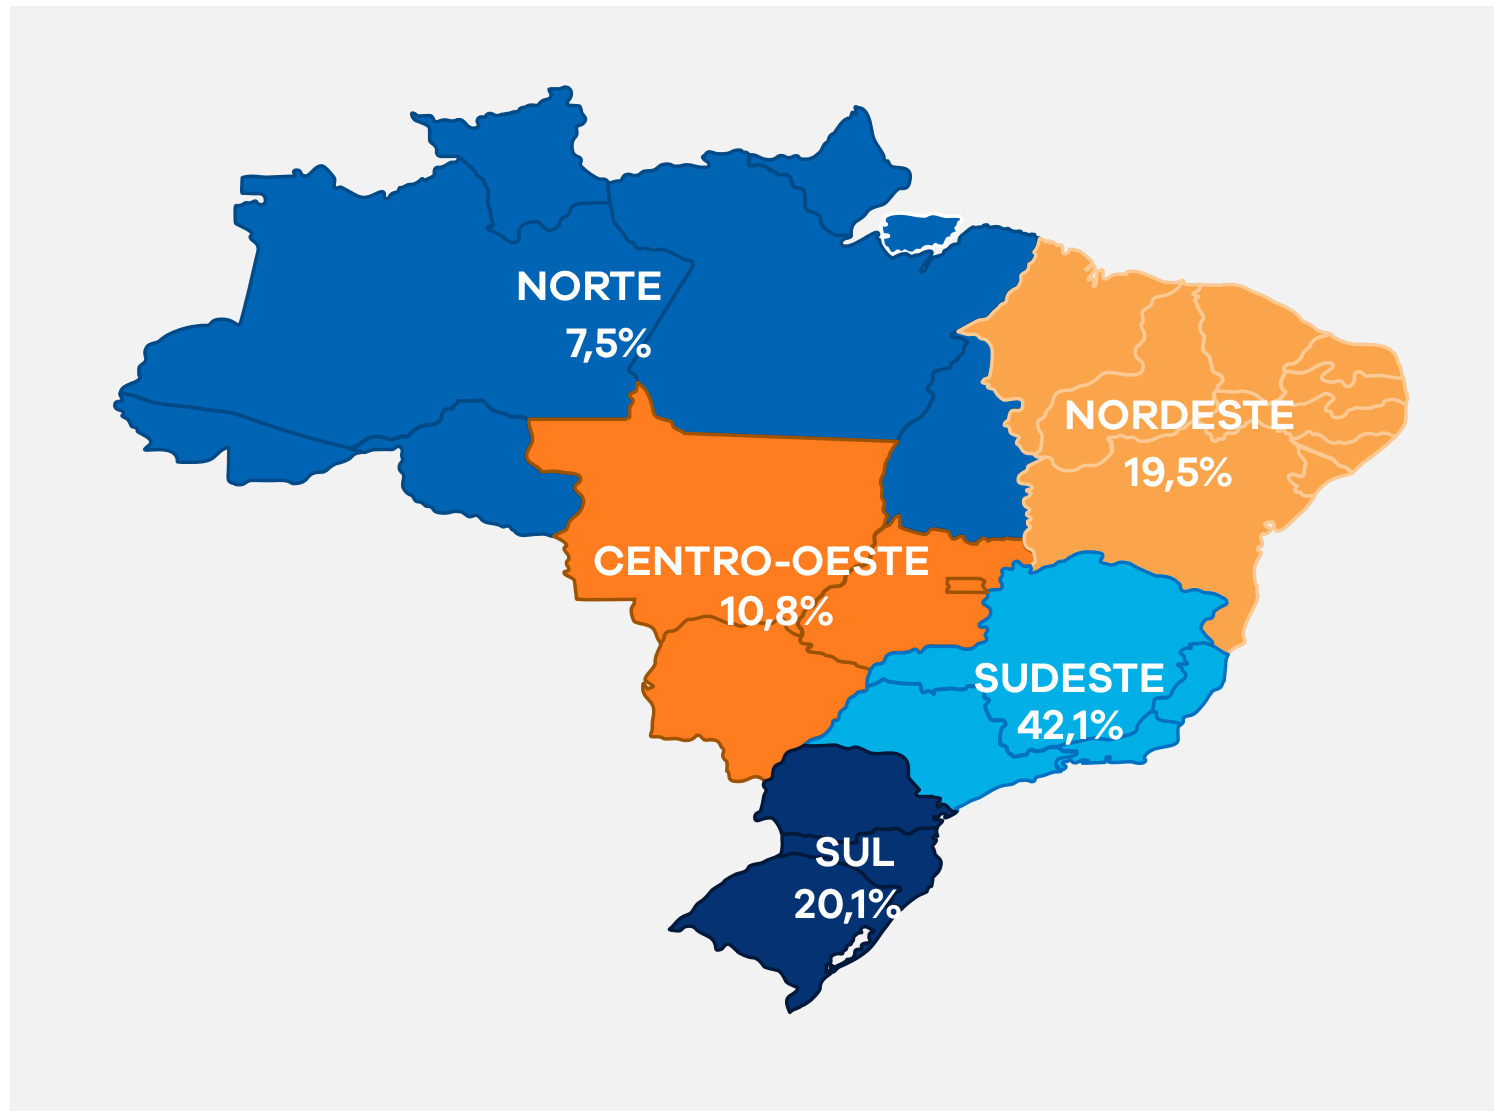 NORTE
7,5%
NORDESTE
19,5%
CENTRO-OESTE
10,8%
SUDESTE
42,1%
SUL
20,1%